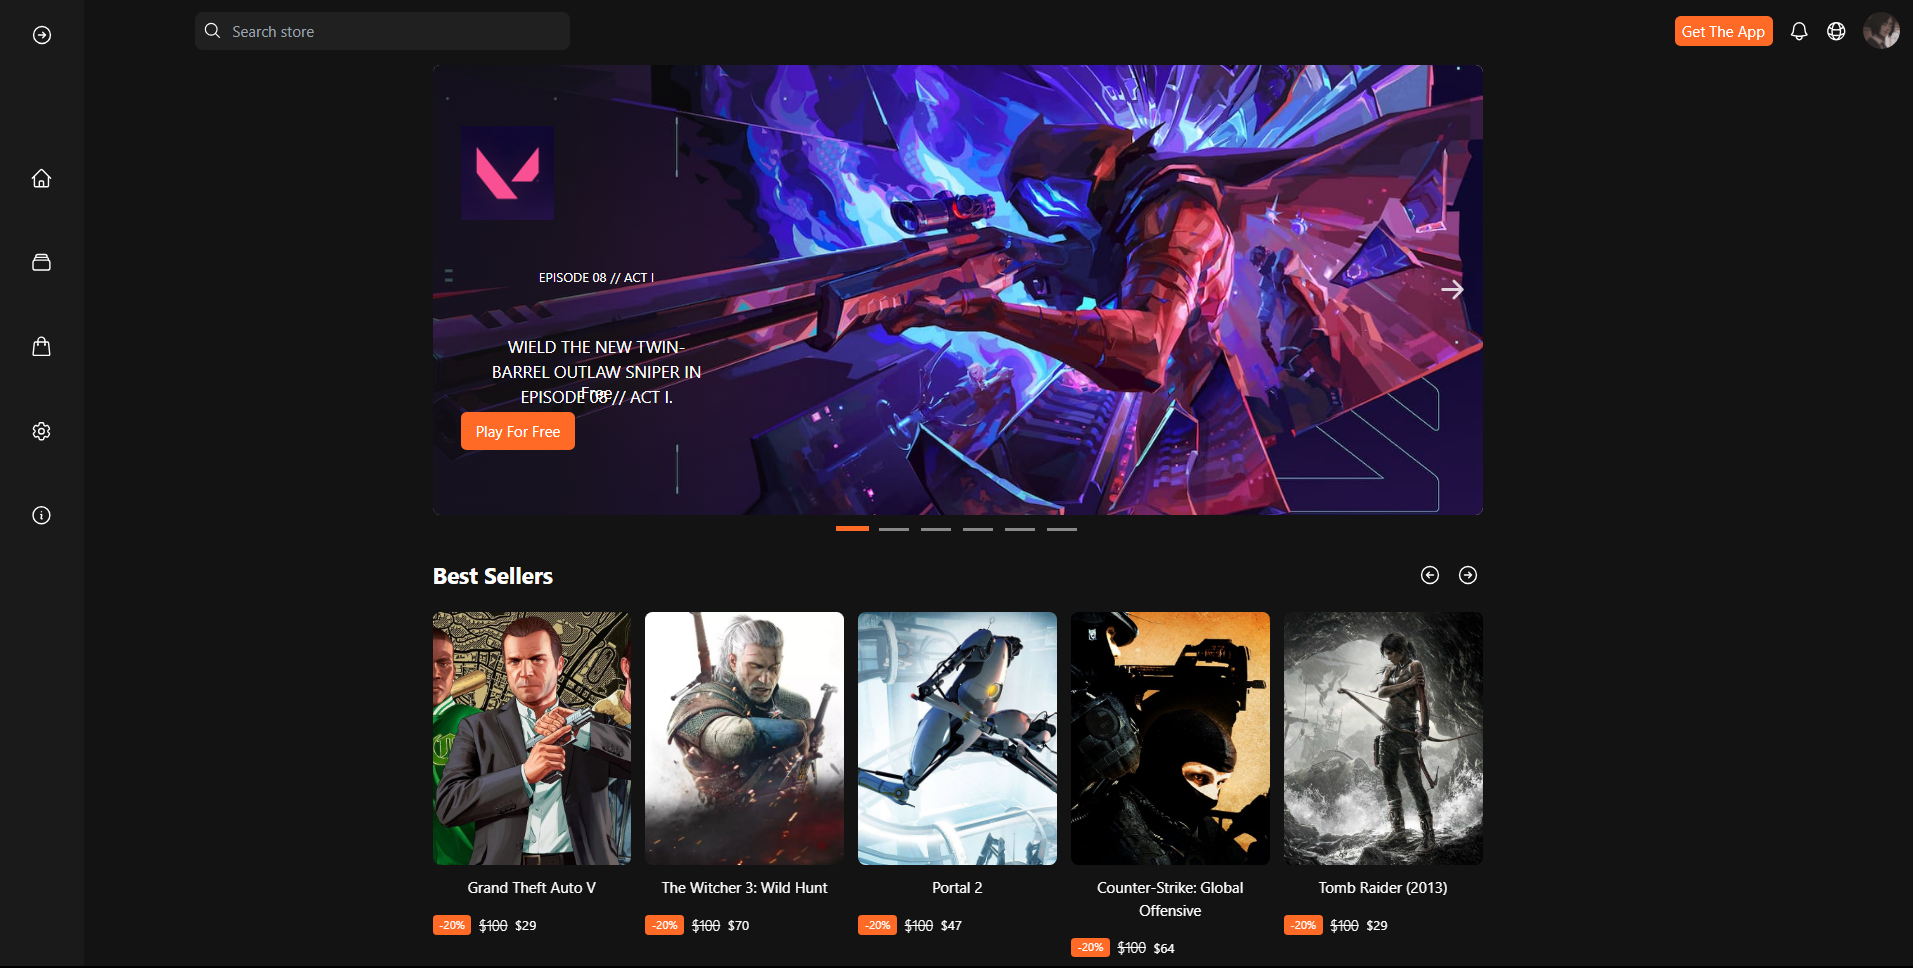 Search store
Get The App
EPISODE 08 // ACT I
WIELD THE NEW TWIN-
BARREL OUTLAW SNIPER IN
EPISODE 08 // ACT I.
Free
Play For Free
Best Sellers
Grand Theft Auto V
-20% $100 $29
The Witcher 3: Wild Hunt
-20% $100 $70
Portal 2
-20% $100 $47
Counter-Strike: Global
Offensive
-20% $100 $64
Tomb Raider (2013)
-20% $100 $29